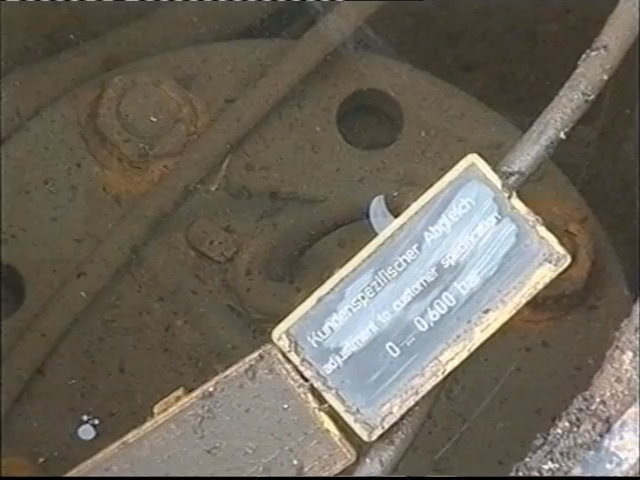 Kundenspezifischer Abgleich
adjustment to customer specification
0 ... 0,600 bar